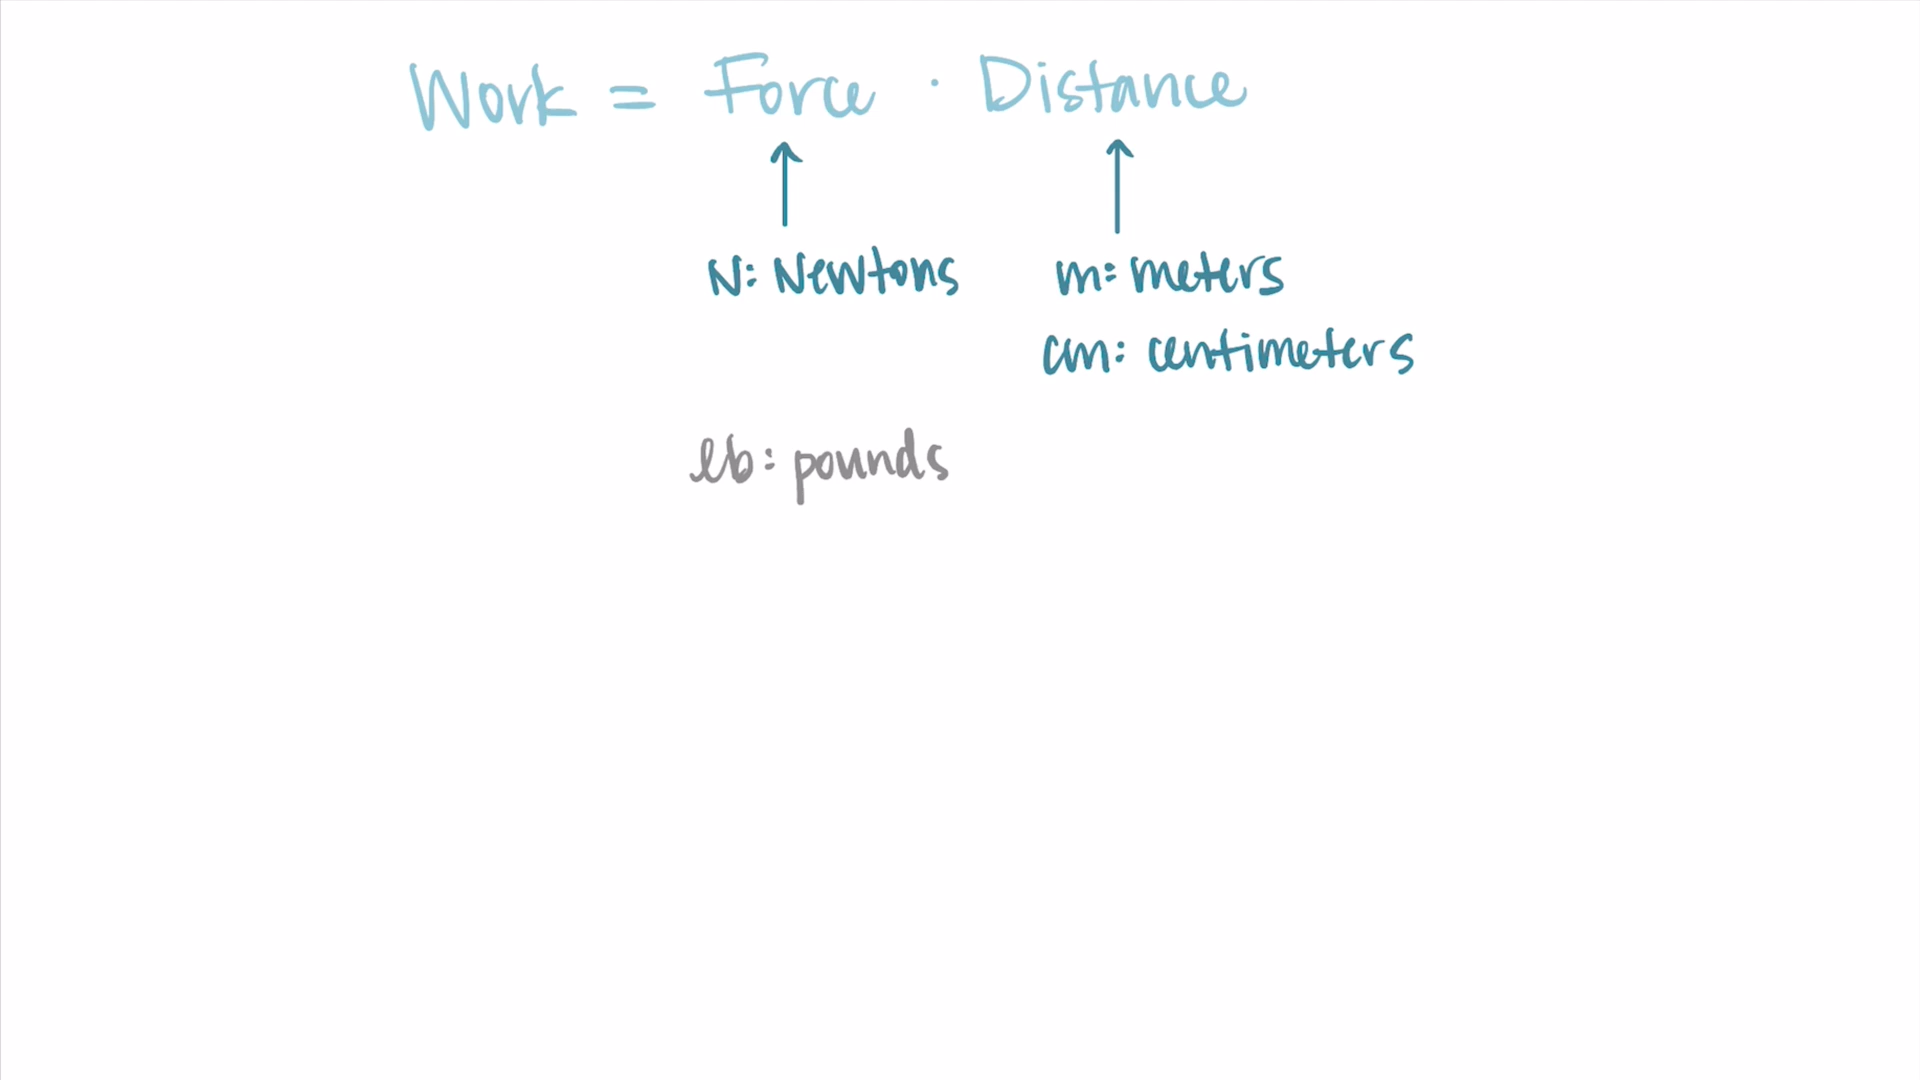 Work = Force · Distance
N: Newtons m: meters
cm: centimeters
lb: pounds